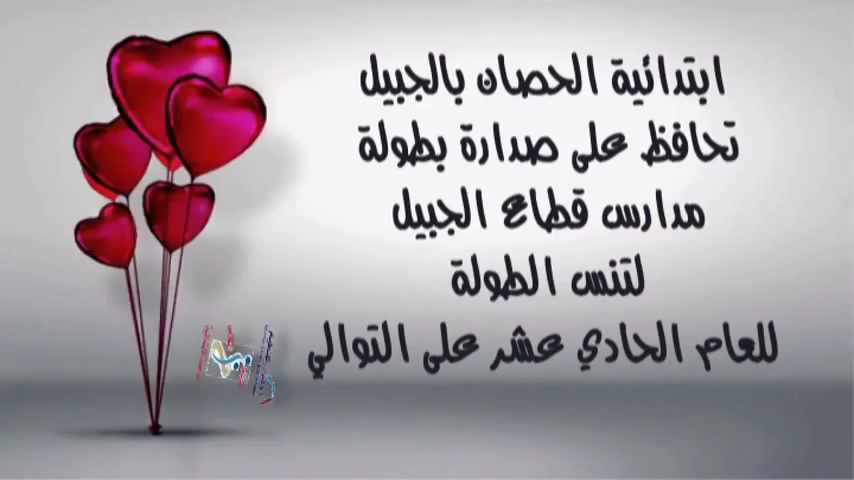 ابتدائية الحصان بالجبيل
تحافظ على صدارة بطولة
مدارس قطاع الجبيل
لتنس الطولة
للعام الحادي عشر على التوالي